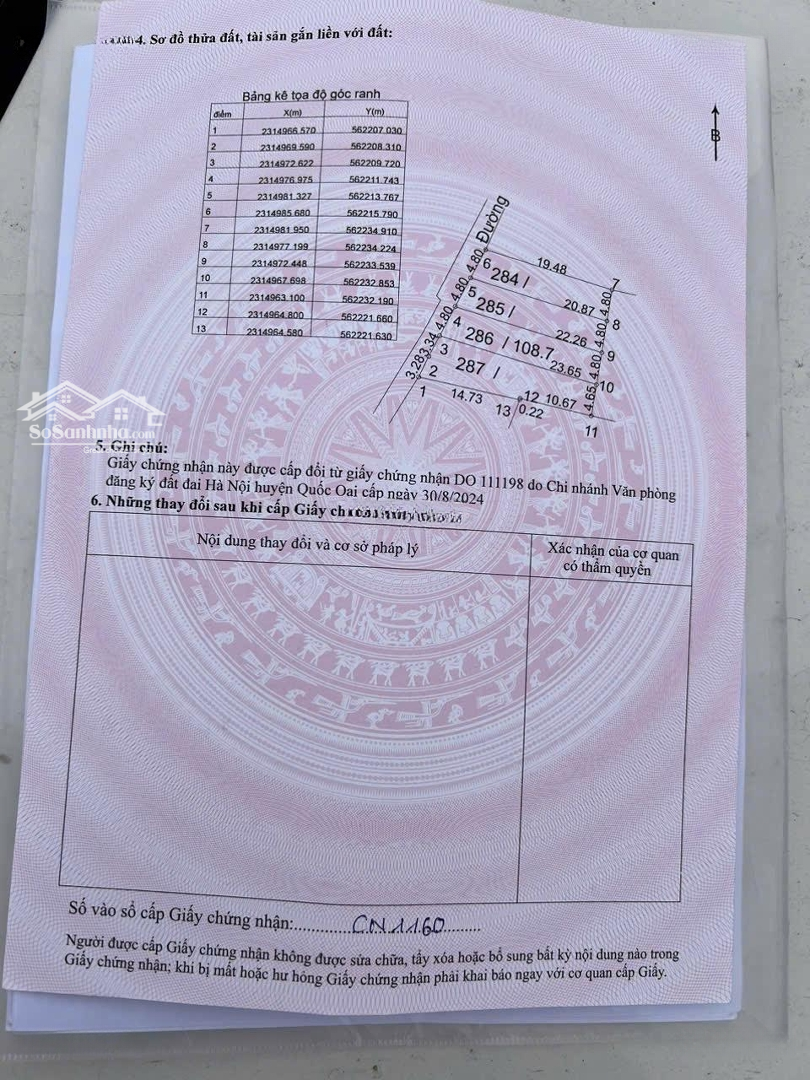 4. Sơ đồ thửa đất, tài sản gắn liền với đất:
Bảng kê tọa độ góc ranh
điểm X(m) Y(m)
1 2314966.570 562207.030
2 2314969.590 562208.310
3 2314972.622 562209.720
4 2314976.975 562211.743
5 2314981.327 562213.767
6 2314985.680 562215.790
7 2314981.950 562234.910
8 2314977.199 562234.224
9 2314972.448 562233.539
10 2314967.698 562232.853
11 2314963.100 562232.190
12 2314964.800 562221.660
13 2314964.580 562221.630
B
Đường
19.48
7
6
284 /
4.80
4.80
20.87
8
5
285 /
4.80
4.80
22.26
9
4
286 / 108.7
4.80
4.80
23.65
10
3
287 /
3.34
4.65
2
3.28
12 10.67
1
14.73
13 0.22
11
SoSanhnha.com
5. Ghi chú:
Giấy chứng nhận này được cấp đổi từ giấy chứng nhận DO 111198 do Chi nhánh Văn phòng
đăng ký đất đai Hà Nội huyện Quốc Oai cấp ngày 30/8/2024
6. Những thay đổi sau khi cấp Giấy
Nội dung thay đổi và cơ sở pháp lý
Xác nhận của cơ quan
có thẩm quyền
Số vào sổ cấp Giấy chứng nhận:..............CN 1160.........
Người được cấp Giấy chứng nhận không được sửa chữa, tẩy xóa hoặc bổ sung bất kỳ nội dung nào trong
Giấy chứng nhận; khi bị mất hoặc hư hỏng Giấy chứng nhận phải khai báo ngay với cơ quan cấp Giấy.